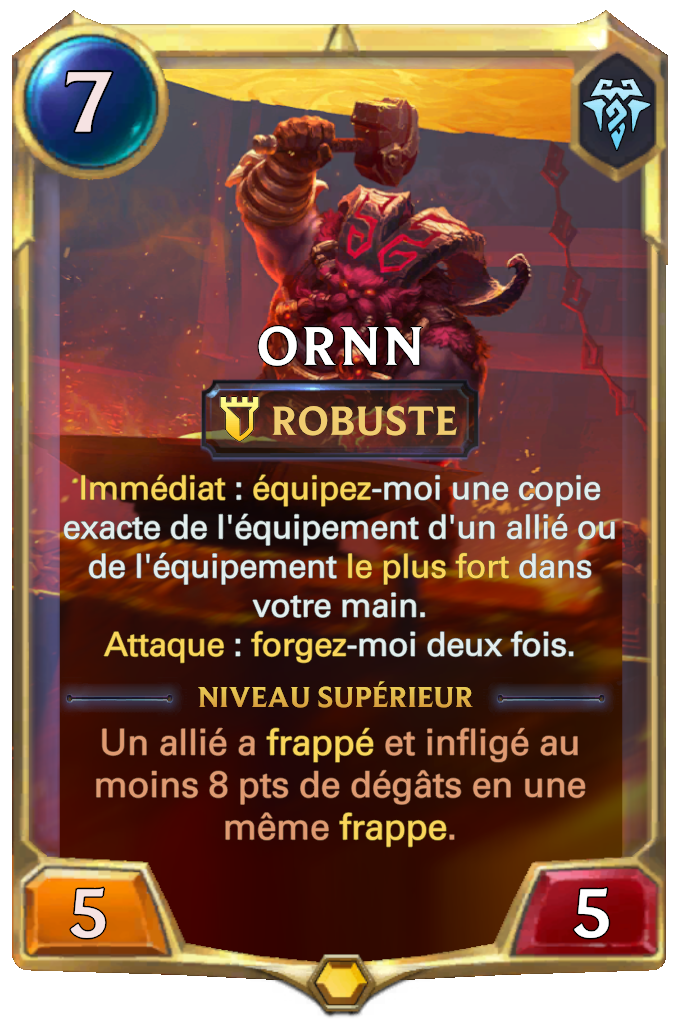 7
ORNN
ROBUSTE
Immédiat : équipez-moi une copie
exacte de l'équipement d'un allié ou
de l'équipement le plus fort dans
votre main.
Attaque : forgez-moi deux fois.
NIVEAU SUPÉRIEUR
Un allié a frappé et infligé au
moins 8 pts de dégâts en une
même frappe.
5
5